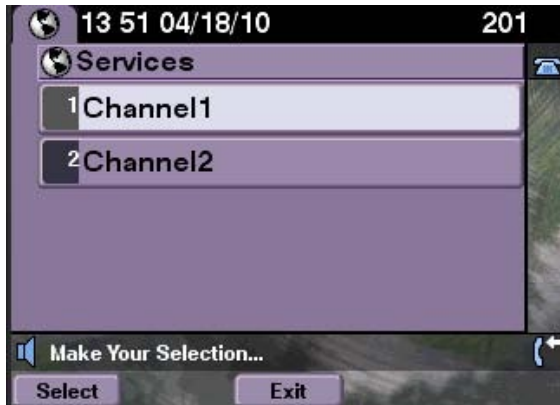 13 51 04/18/10 201
Services
1 Channel1
2 Channel2
Make Your Selection...
Select Exit